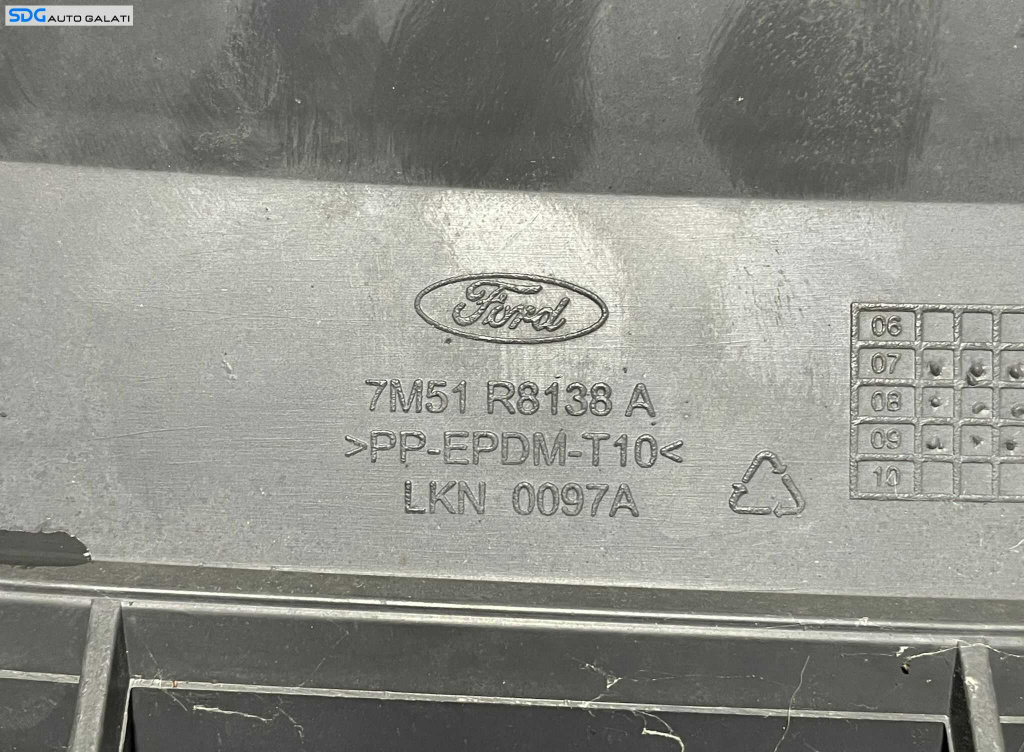 SDG AUTO GALATI
Ford
7M51 R8138 A
>PP-EPDM-T10<
LKN 0097A
06
07
08
09
10